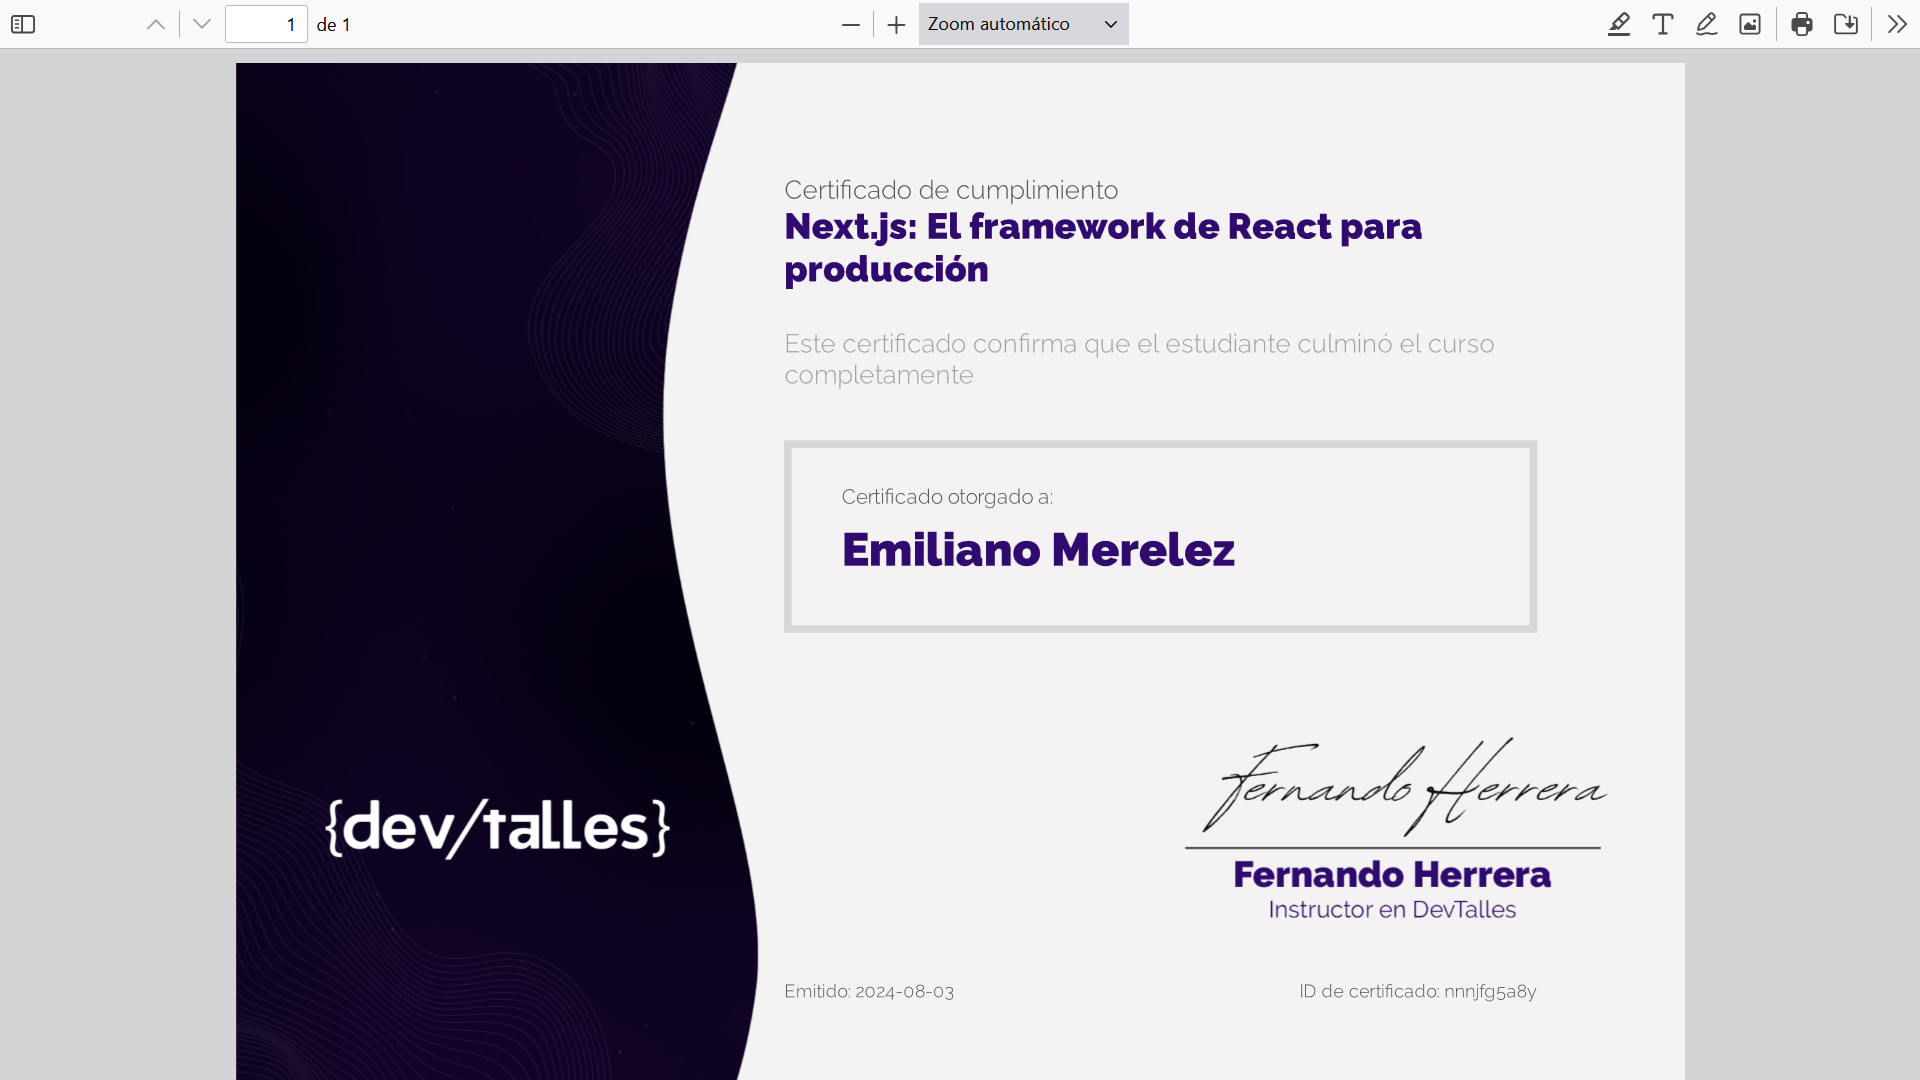 1 de 1 Zoom automático
Certificado de cumplimiento
Next.js: El framework de React para
producción
Este certificado confirma que el estudiante culminó el curso
completamente
Certificado otorgado a:
Emiliano Merelez
{dev/talles}
Fernando Herrera
Fernando Herrera
Instructor en DevTalles
Emitido: 2024-08-03
ID de certificado: nnnjfg5a8y